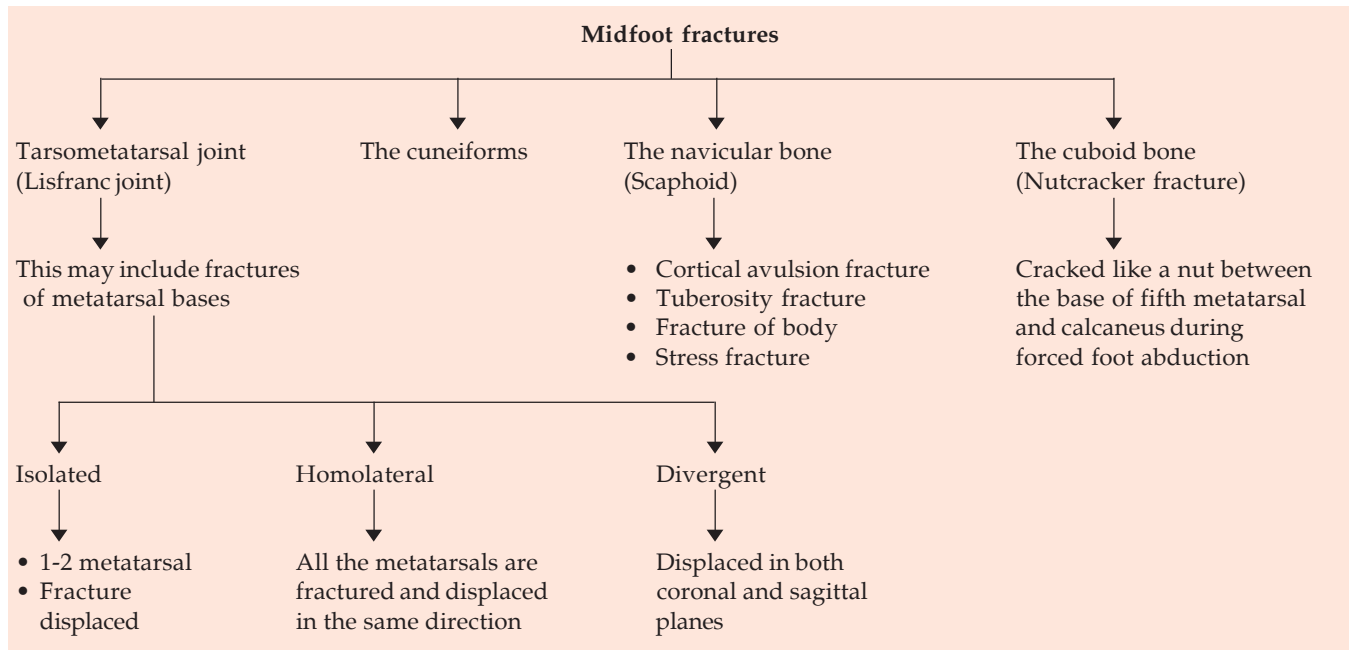 Midfoot fractures
Tarsometatarsal joint
(Lisfranc joint)
The cuneiforms
The navicular bone
(Scaphoid)
The cuboid bone
(Nutcracker fracture)
This may include fractures
of metatarsal bases
• Cortical avulsion fracture
• Tuberosity fracture
• Fracture of body
• Stress fracture
Cracked like a nut between
the base of fifth metatarsal
and calcaneus during
forced foot abduction
Isolated
Homolateral
Divergent
• 1-2 metatarsal
• Fracture
displaced
All the metatarsals are
fractured and displaced
in the same direction
Displaced in both
coronal and sagittal
planes